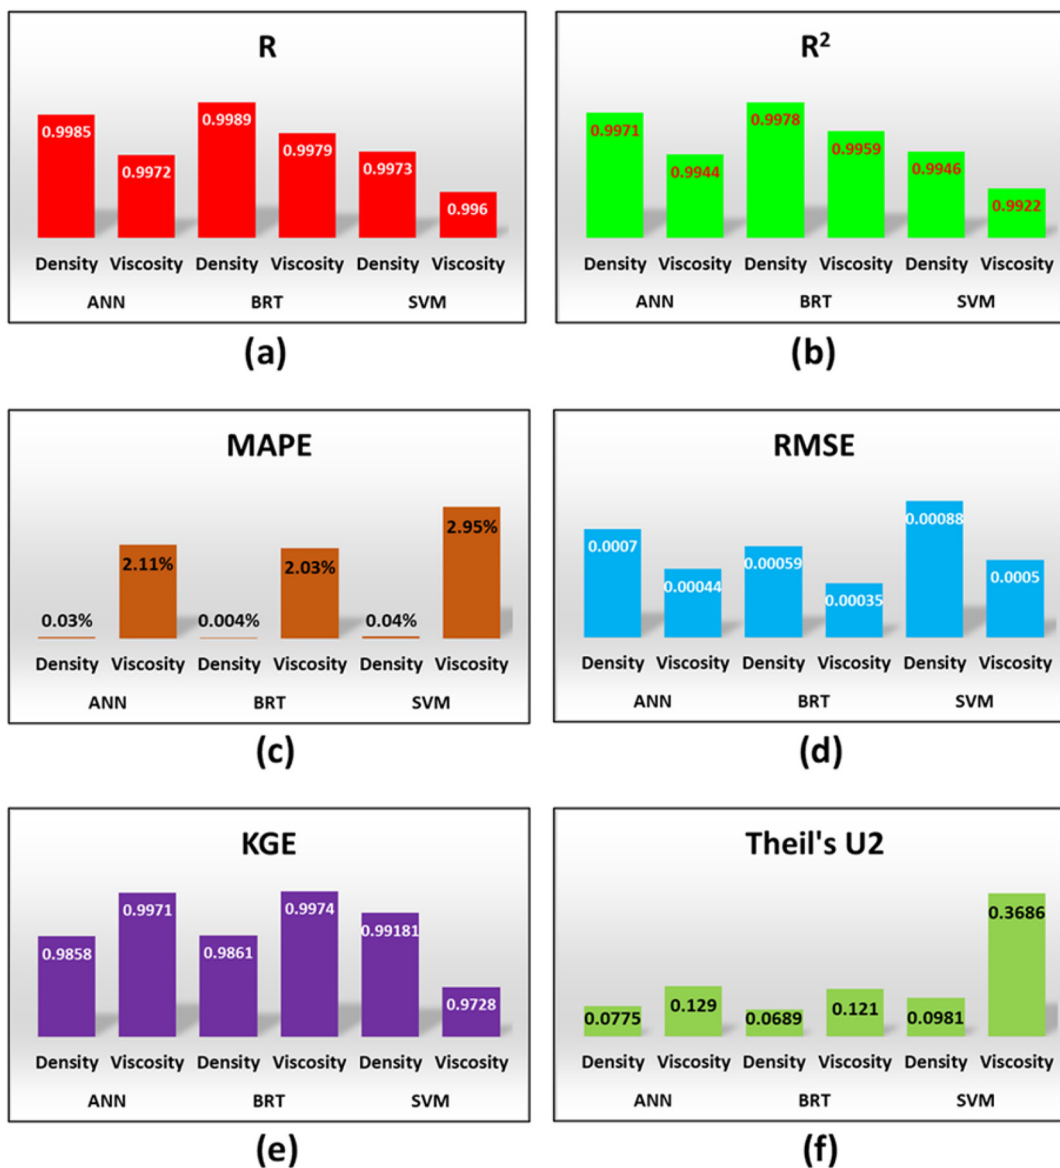 R
0.9985
0.9972
0.9989
0.9979
0.9973
0.996
Density Viscosity Density Viscosity Density Viscosity
ANN BRT SVM
(a)
R²
0.9971
0.9944
0.9978
0.9959
0.9946
0.9922
Density Viscosity Density Viscosity Density Viscosity
ANN BRT SVM
(b)
MAPE
0.03%
2.11%
0.004%
2.03%
0.04%
2.95%
Density Viscosity Density Viscosity Density Viscosity
ANN BRT SVM
(c)
RMSE
0.0007
0.00044
0.00059
0.00035
0.00088
0.0005
Density Viscosity Density Viscosity Density Viscosity
ANN BRT SVM
(d)
KGE
0.9858
0.9971
0.9861
0.9974
0.99181
0.9728
Density Viscosity Density Viscosity Density Viscosity
ANN BRT SVM
(e)
Theil's U2
0.0775
0.129
0.0689
0.121
0.0981
0.3686
Density Viscosity Density Viscosity Density Viscosity
ANN BRT SVM
(f)